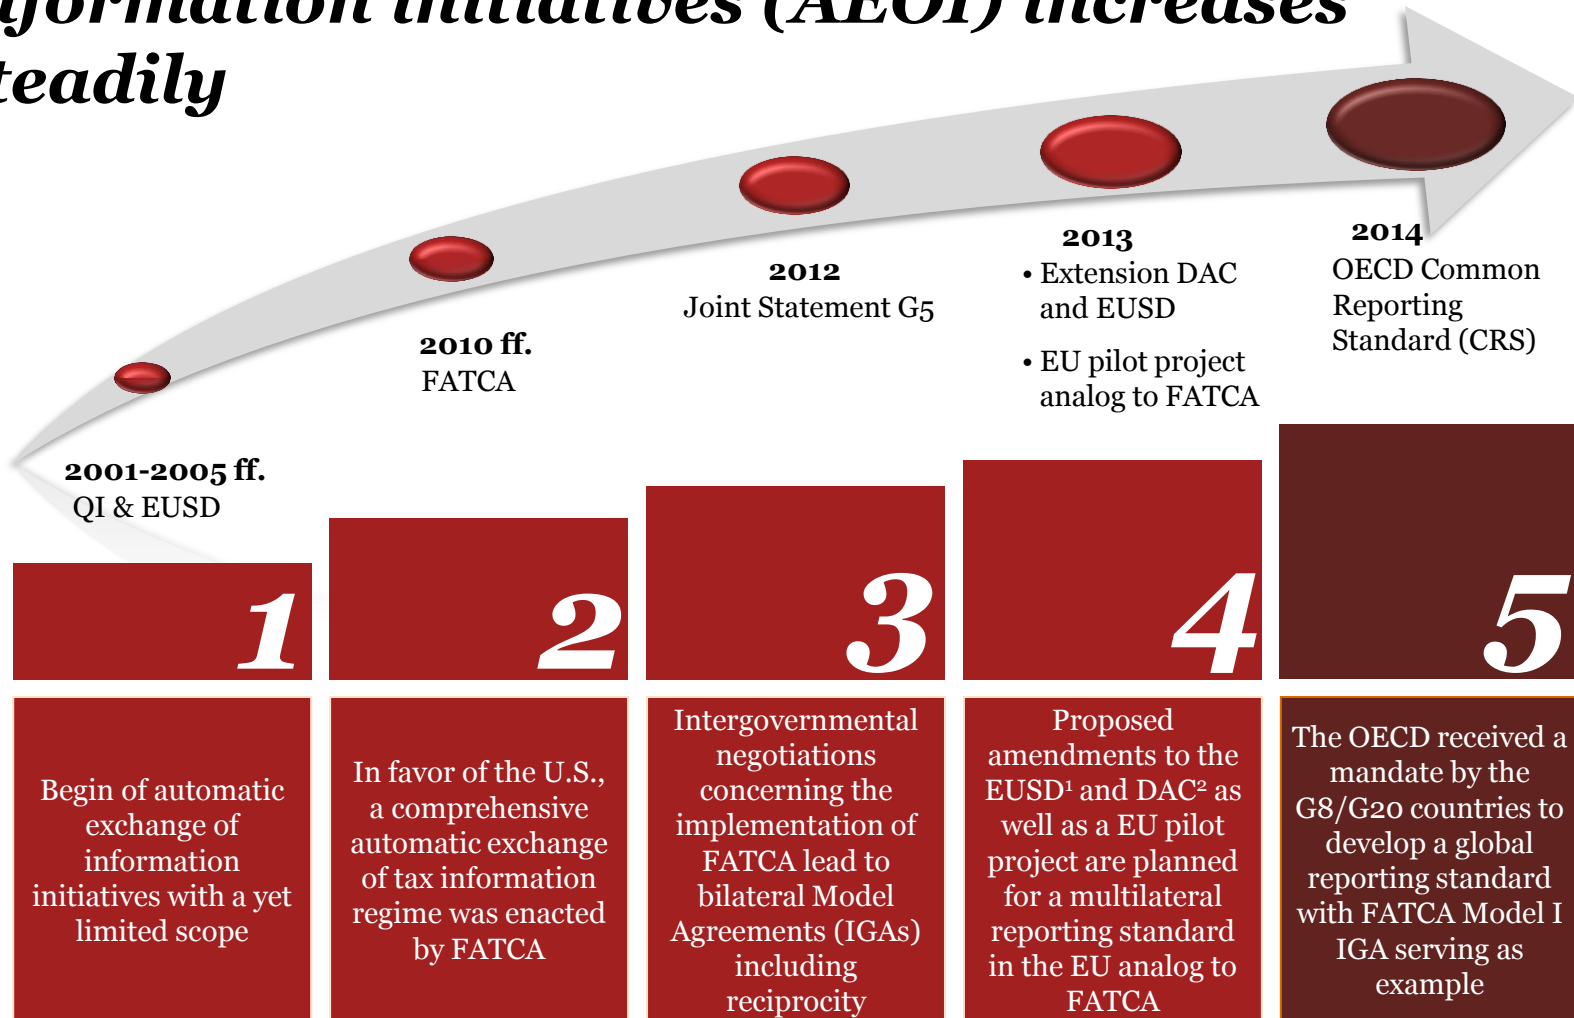 formation initiatives (AEOI) increases
teadily
2001-2005 ff.
QI & EUSD
2010 ff.
FATCA
2012
Joint Statement G5
2013
• Extension DAC
and EUSD
• EU pilot project
analog to FATCA
2014
OECD Common
Reporting
Standard (CRS)
1
2
3
4
5
Begin of automatic
exchange of
information
initiatives with a yet
limited scope
In favor of the U.S.,
a comprehensive
automatic exchange
of tax information
regime was enacted
by FATCA
Intergovernmental
negotiations
concerning the
implementation of
FATCA lead to
bilateral Model
Agreements (IGAs)
including
reciprocity
Proposed
amendments to the
EUSD¹ and DAC² as
well as a EU pilot
project are planned
for a multilateral
reporting standard
in the EU analog to
FATCA
The OECD received a
mandate by the
G8/G20 countries to
develop a global
reporting standard
with FATCA Model I
IGA serving as
example